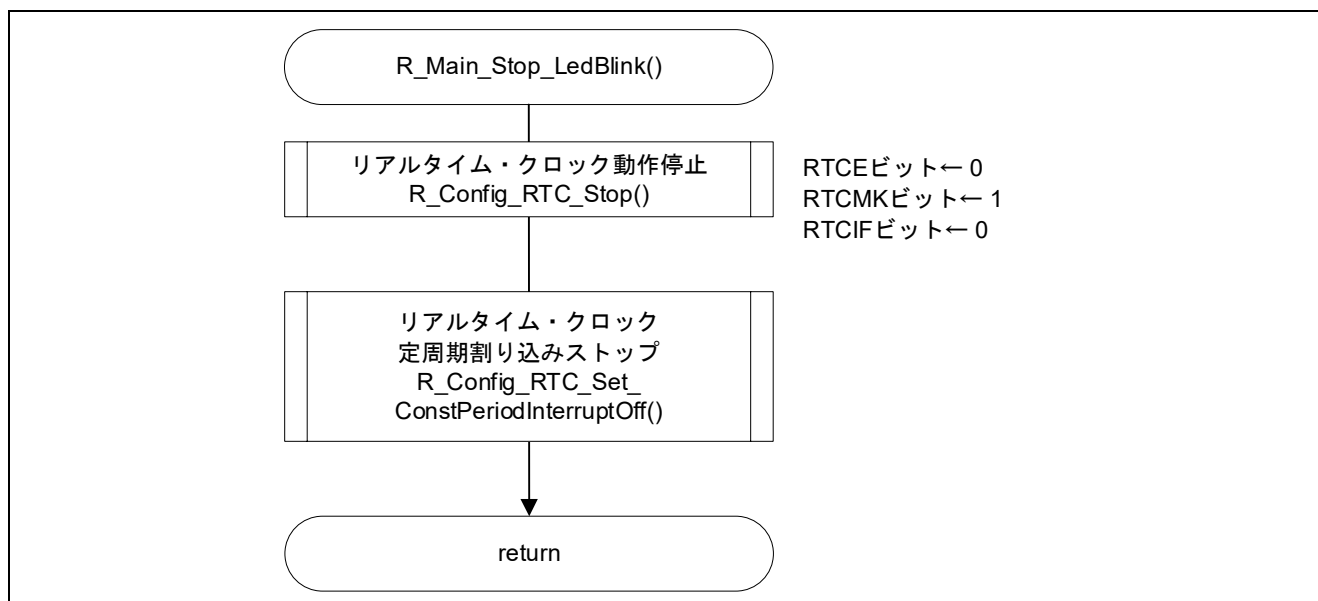 R_Main_Stop_LedBlink()
リアルタイム・クロック動作停止
R_Config_RTC_Stop()
RTCEビット← 0
RTCMKビット← 1
RTCIFビット← 0
リアルタイム・クロック
定周期割り込みストップ
R_Config_RTC_Set_
ConstPeriodInterruptOff()
return